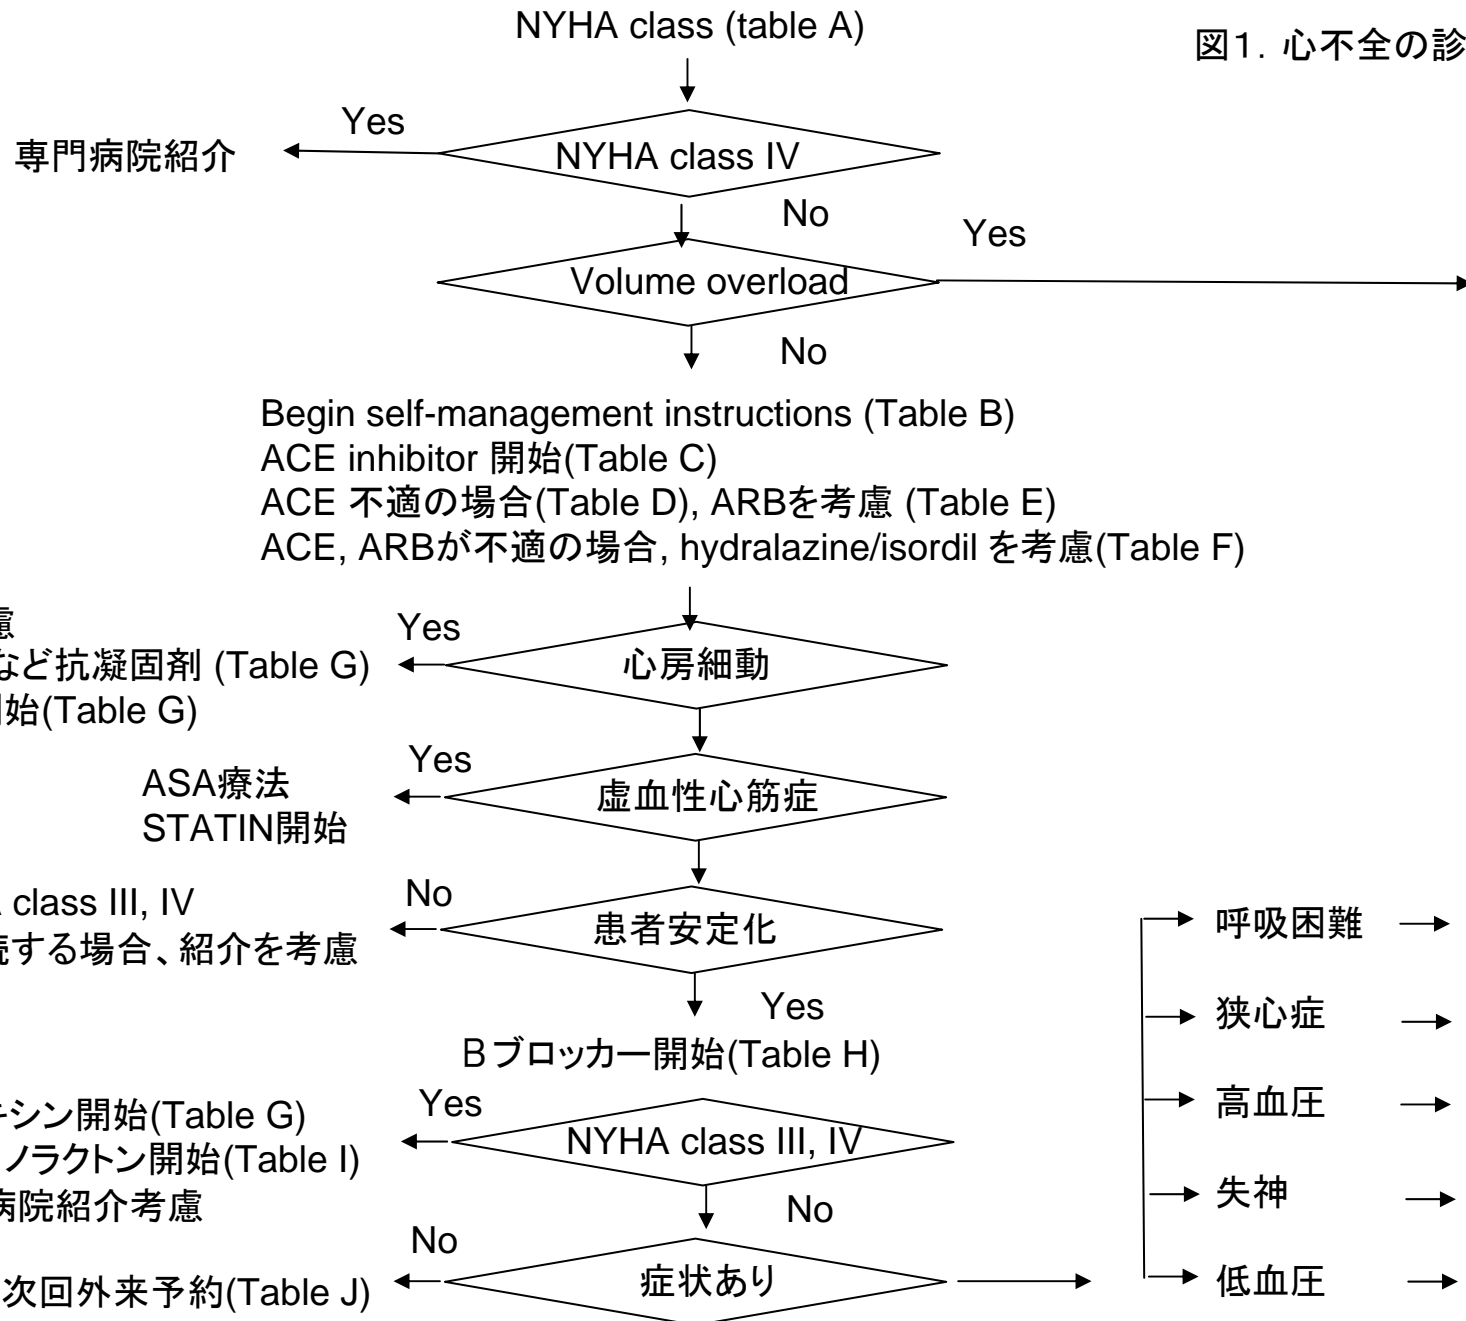 NYHA class (table A)
図1. 心不全の診
Yes
専門病院紹介
NYHA class IV
No
Yes
Volume overload
No
Begin self-management instructions (Table B)
ACE inhibitor 開始(Table C)
ACE 不適の場合(Table D), ARBを考慮 (Table E)
ACE, ARBが不適の場合, hydralazine/isordil を考慮(Table F)
慮
Yes
など抗凝固剤 (Table G)
心房細動
始(Table G)
Yes
ASA療法
STATIN開始
虚血性心筋症
No
class III, IV
する場合、紹介を考慮
患者安定化
呼吸困難
Yes
狭心症
Bブロッカー開始(Table H)
キシン開始(Table G)
Yes
ノラクトン開始(Table I)
病院紹介考慮
NYHA class III, IV
高血圧
No
失神
No
次回外来予約(Table J)
症状あり
低血圧